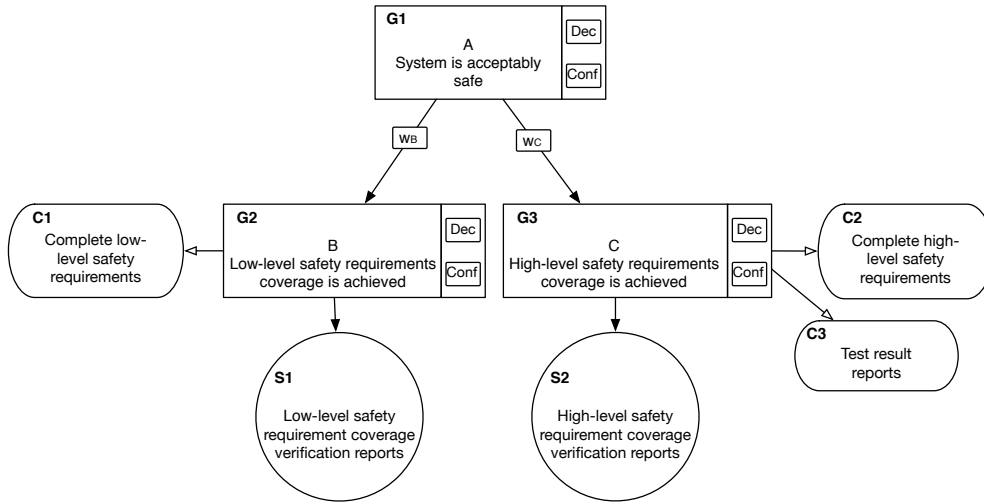 G1
A
System is acceptably
safe
Dec
Conf
wB
wC
G2
B
Low-level safety requirements
coverage is achieved
Dec
Conf
G3
C
High-level safety requirements
coverage is achieved
Dec
Conf
C1
Complete low-
level safety
requirements
C2
Complete high-
level safety
requirements
C3
Test result
reports
S1
Low-level safety
requirement coverage
verification reports
S2
High-level safety
requirement coverage
verification reports